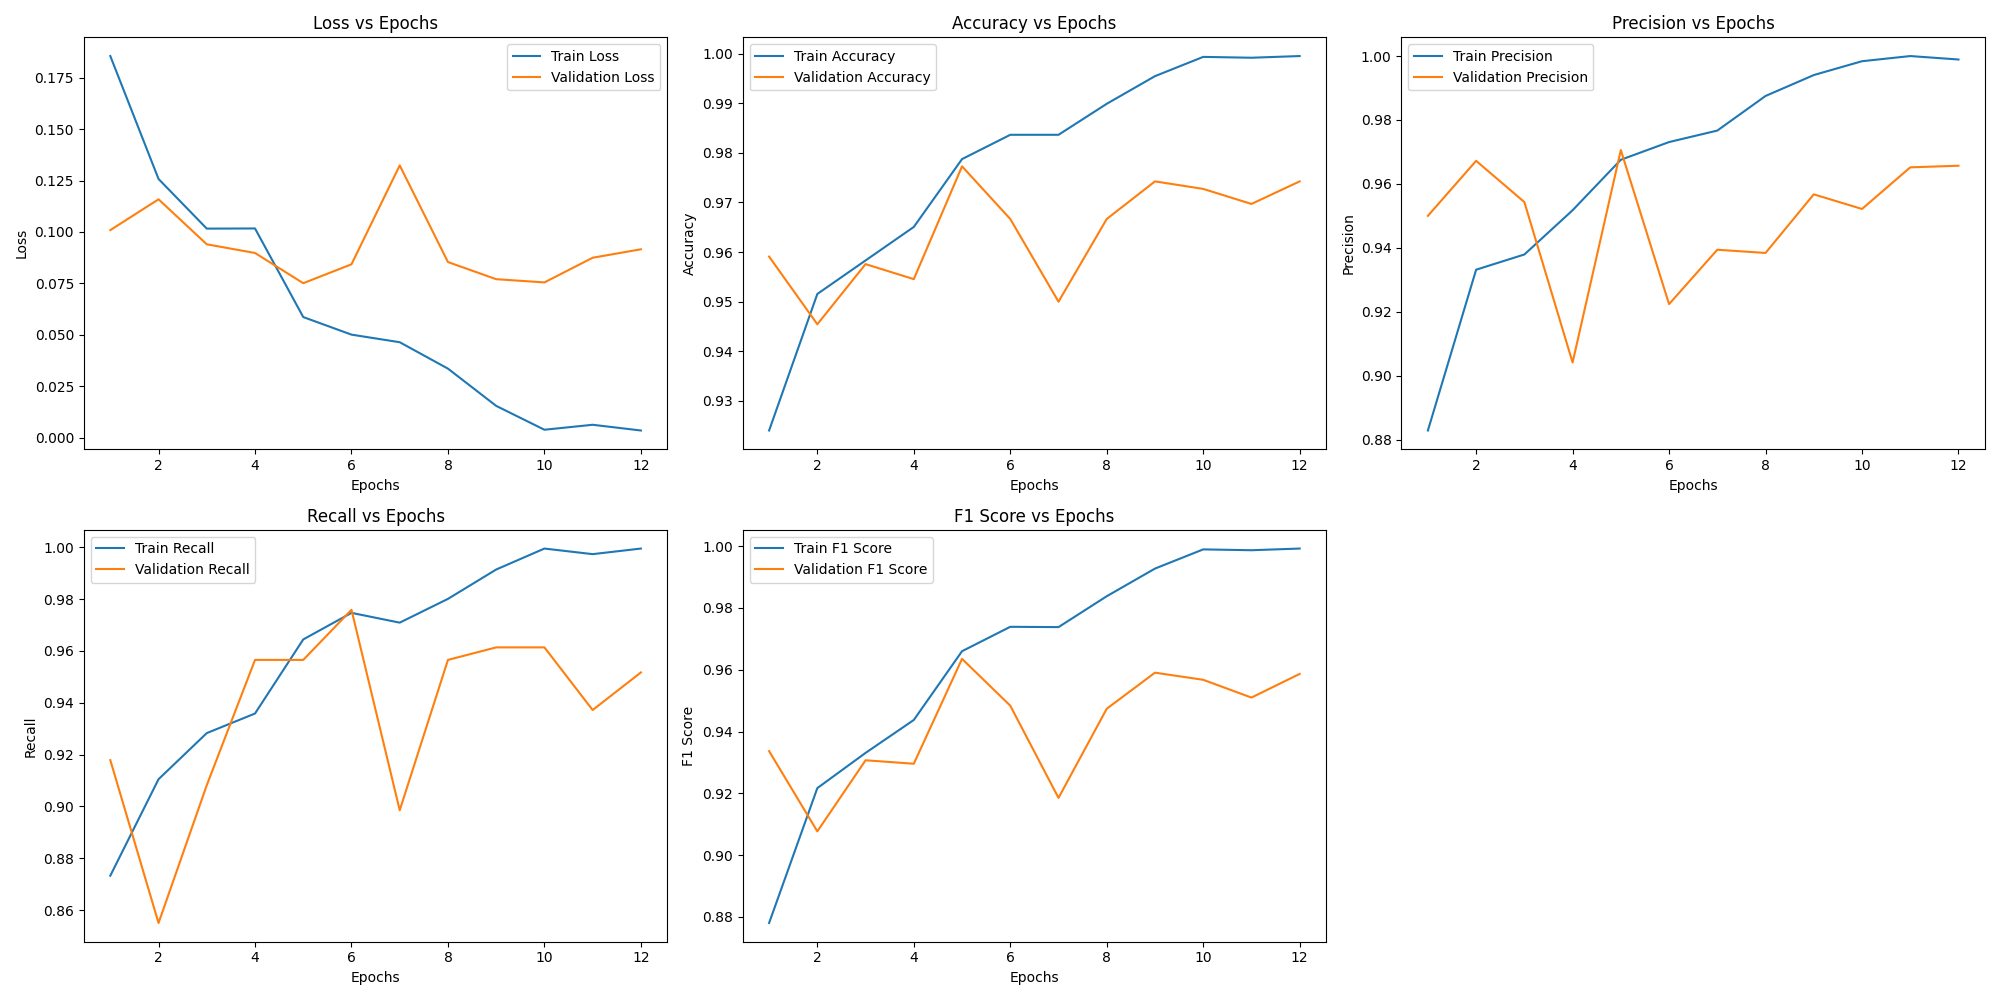 Loss vs Epochs
Train Loss
Validation Loss
0.175
0.150
0.125
0.100
0.075
0.050
0.025
0.000
Loss
2 4 6 8 10 12
Epochs
Accuracy vs Epochs
Train Accuracy
Validation Accuracy
1.00
0.99
0.98
0.97
0.96
0.95
0.94
0.93
Accuracy
2 4 6 8 10 12
Epochs
Precision vs Epochs
Train Precision
Validation Precision
1.00
0.98
0.96
0.94
0.92
0.90
0.88
Precision
2 4 6 8 10 12
Epochs
Recall vs Epochs
Train Recall
Validation Recall
1.00
0.98
0.96
0.94
0.92
0.90
0.88
0.86
Recall
2 4 6 8 10 12
Epochs
F1 Score vs Epochs
Train F1 Score
Validation F1 Score
1.00
0.98
0.96
0.94
0.92
0.90
0.88
F1 Score
2 4 6 8 10 12
Epochs